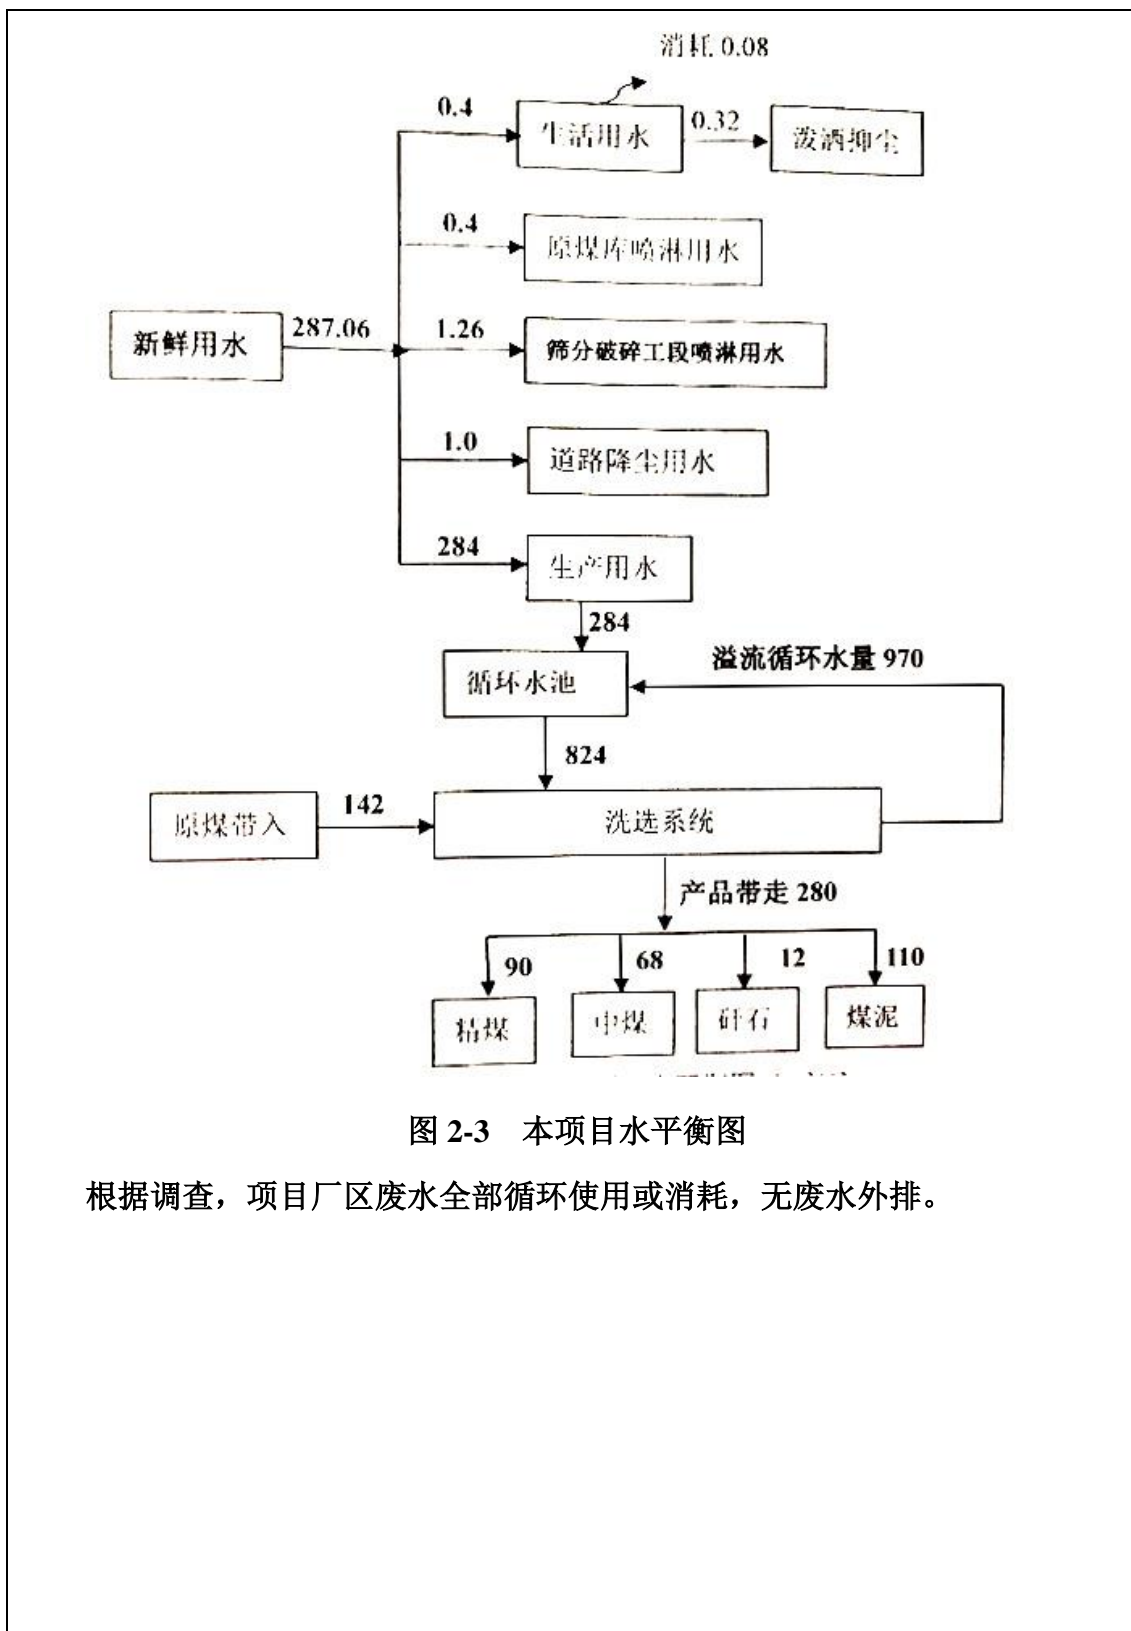 消耗 0.08
0.4
生活用水
0.32
泼洒抑尘
0.4
原煤库喷淋用水
新鲜用水
287.06
1.26
筛分破碎工段喷淋用水
1.0
道路降尘用水
284
生产用水
284
溢流循环水量 970
循环水池
824
原煤带入
142
洗选系统
产品带走 280
90
68
12
110
精煤
中煤
矸石
煤泥
图 2-3 本项目水平衡图
根据调查，项目厂区废水全部循环使用或消耗，无废水外排。